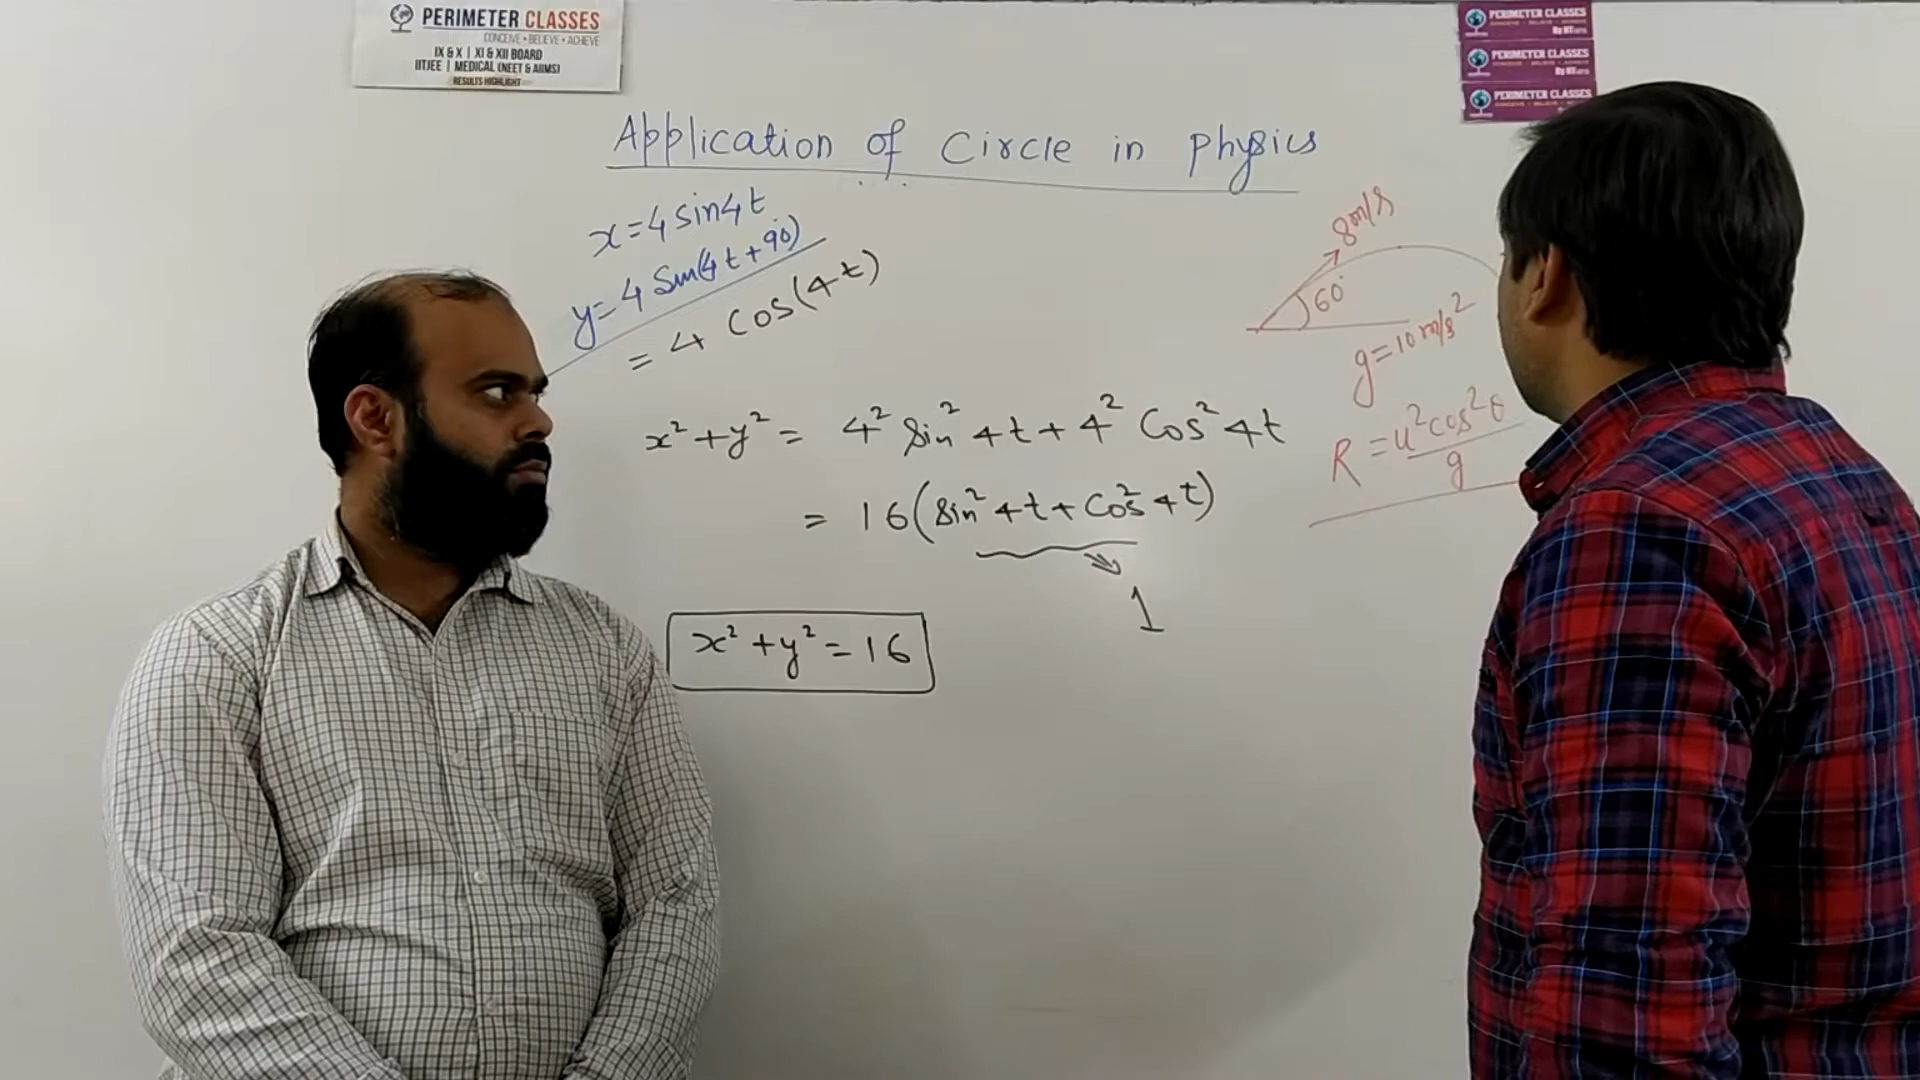 PERIMETER CLASSES
CONCEIVE • BELIEVE • ACHIEVE
IX & X | XI & XII BOARD
IITJEE | MEDICAL (NEET & AIIMS)
RESULTS HIGHLIGHT
PERIMETER CLASSES
PERIMETER CLASSES
PERIMETER CLASSES
Application of Circle in Physics
x=4 sin4t
y=4 Sin(4t+90°)
= 4 Cos(4t)
x²+y² = 4² sin² 4t + 4² Cos² 4t
= 16(sin² 4t + Cos² 4t)
1
x² + y² = 16
8m/s
60°
g=10 m/s²
R = u²cos²θ
g